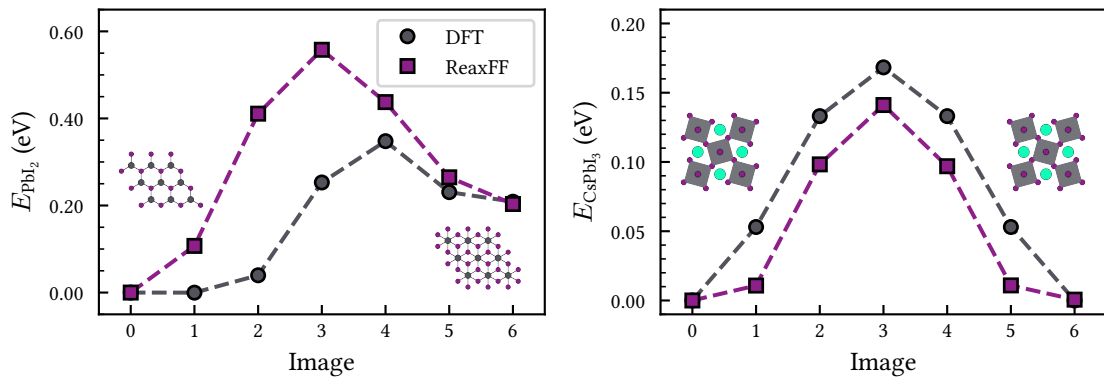 0.60
0.40
0.20
0.00
E_PbI₂ (eV)
DFT
ReaxFF
0 1 2 3 4 5 6
Image
0.20
0.15
0.10
0.05
0.00
E_CsPbI₃ (eV)
0 1 2 3 4 5 6
Image